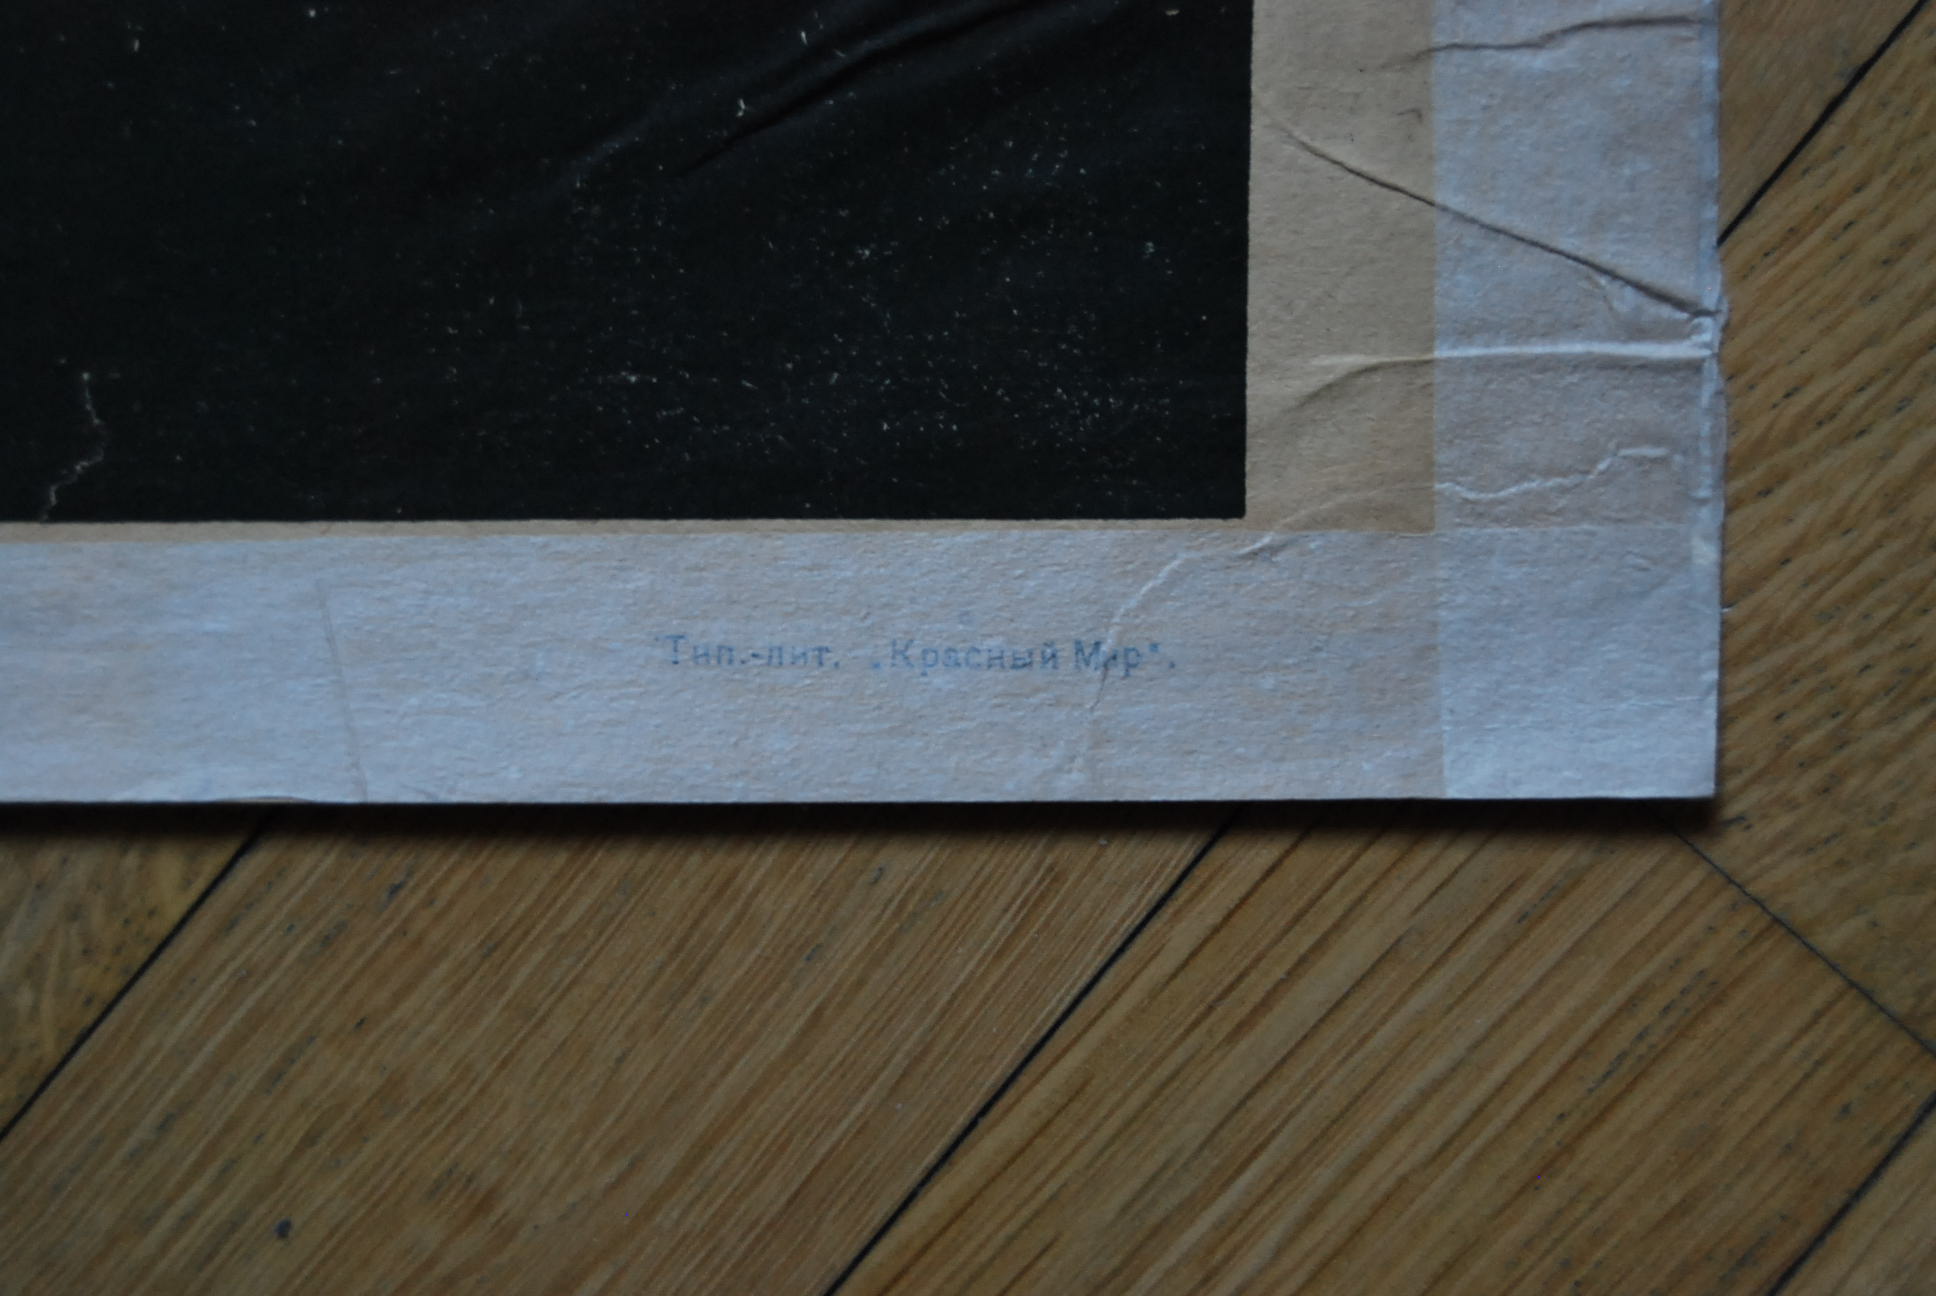 Тип.-лит. „Красный Мир".